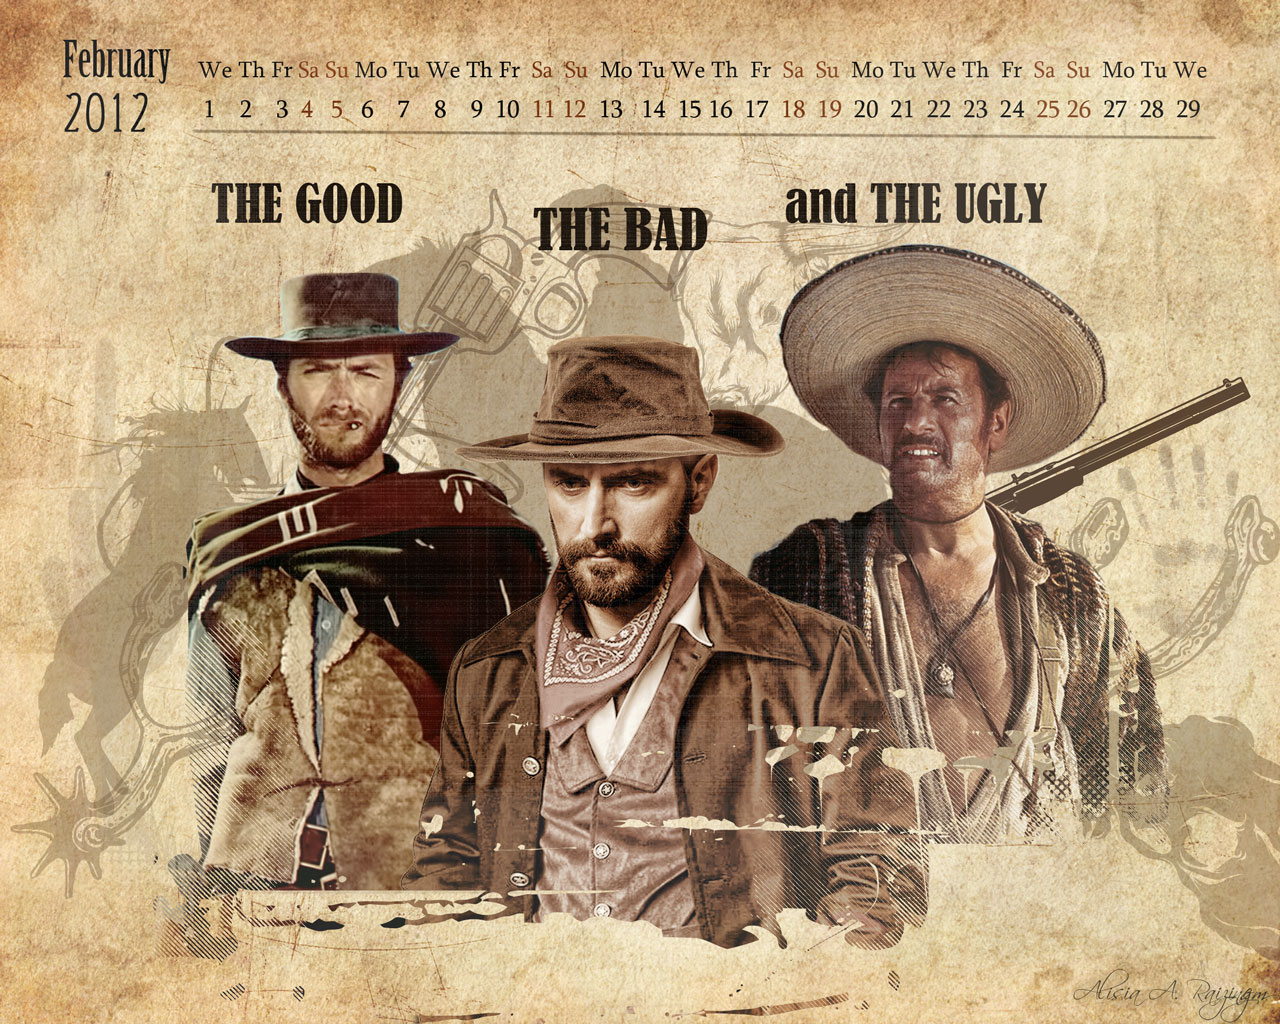 February
2012
We Th Fr Sa Su Mo Tu We Th Fr Sa Su Mo Tu We Th Fr Sa Su Mo Tu We Th Fr Sa Su Mo Tu We
1 2 3 4 5 6 7 8 9 10 11 12 13 14 15 16 17 18 19 20 21 22 23 24 25 26 27 28 29
THE GOOD
THE BAD
and THE UGLY
Alisia A. Raizingm